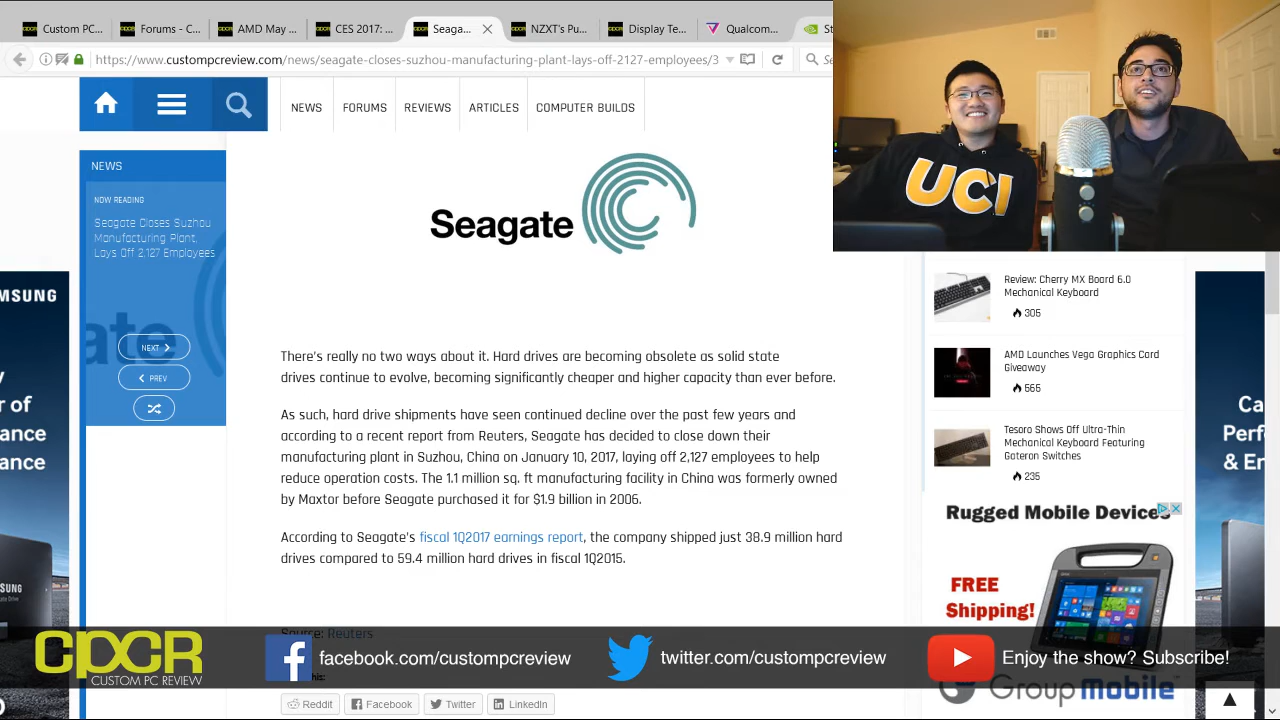 Custom PC
Forums - C...
AMD May ...
CES 2017: ...
Seaga...
NZXT's Pu...
Display Te...
Qualcom...
https://www.custompcreview.com/news/seagate-closes-suzhou-manufacturing-plant-lays-off-2127-employees/3
NEWS
FORUMS
REVIEWS
ARTICLES
COMPUTER BUILDS
UCI
NEWS
NOW READING
Seagate Closes Suzhou
Manufacturing Plant,
Lays Off 2,127 Employees
NEXT
PREV
Seagate
There's really no two ways about it. Hard drives are becoming obsolete as solid state
drives continue to evolve, becoming significantly cheaper and higher capacity than ever before.
As such, hard drive shipments have seen continued decline over the past few years and
according to a recent report from Reuters, Seagate has decided to close down their
manufacturing plant in Suzhou, China on January 10, 2017, laying off 2,127 employees to help
reduce operation costs. The 1.1 million sq. ft manufacturing facility in China was formerly owned
by Maxtor before Seagate purchased it for $1.9 billion in 2006.
According to Seagate's fiscal 1Q2017 earnings report, the company shipped just 38.9 million hard
drives compared to 59.4 million hard drives in fiscal 1Q2015.
Source: Reuters
Reddit
Facebook
Twitter
LinkedIn
Review: Cherry MX Board 6.0
Mechanical Keyboard
305
AMD Launches Vega Graphics Card
Giveaway
566
Tesoro Shows Off Ultra-Thin
Mechanical Keyboard Featuring
Gateron Switches
235
Rugged Mobile Devices
FREE
Shipping!
Group mobile
CPCR
CUSTOM PC REVIEW
facebook.com/custompcreview
twitter.com/custompcreview
Enjoy the show? Subscribe!